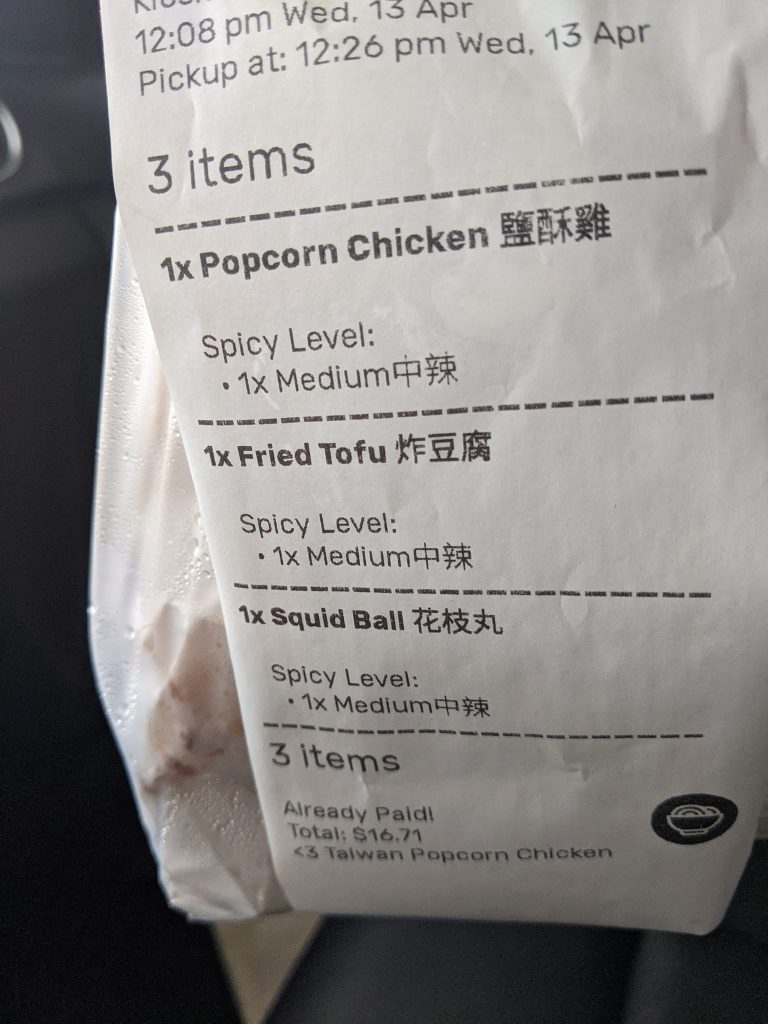 12:08 pm Wed, 13 Apr
Pickup at: 12:26 pm Wed, 13 Apr
3 items
1x Popcorn Chicken 鹽酥雞
Spicy Level:
• 1x Medium中辣
1x Fried Tofu 炸豆腐
Spicy Level:
• 1x Medium中辣
1x Squid Ball 花枝丸
Spicy Level:
• 1x Medium中辣
3 items
Already Paid!
Total: $16.71
<3 Taiwan Popcorn Chicken